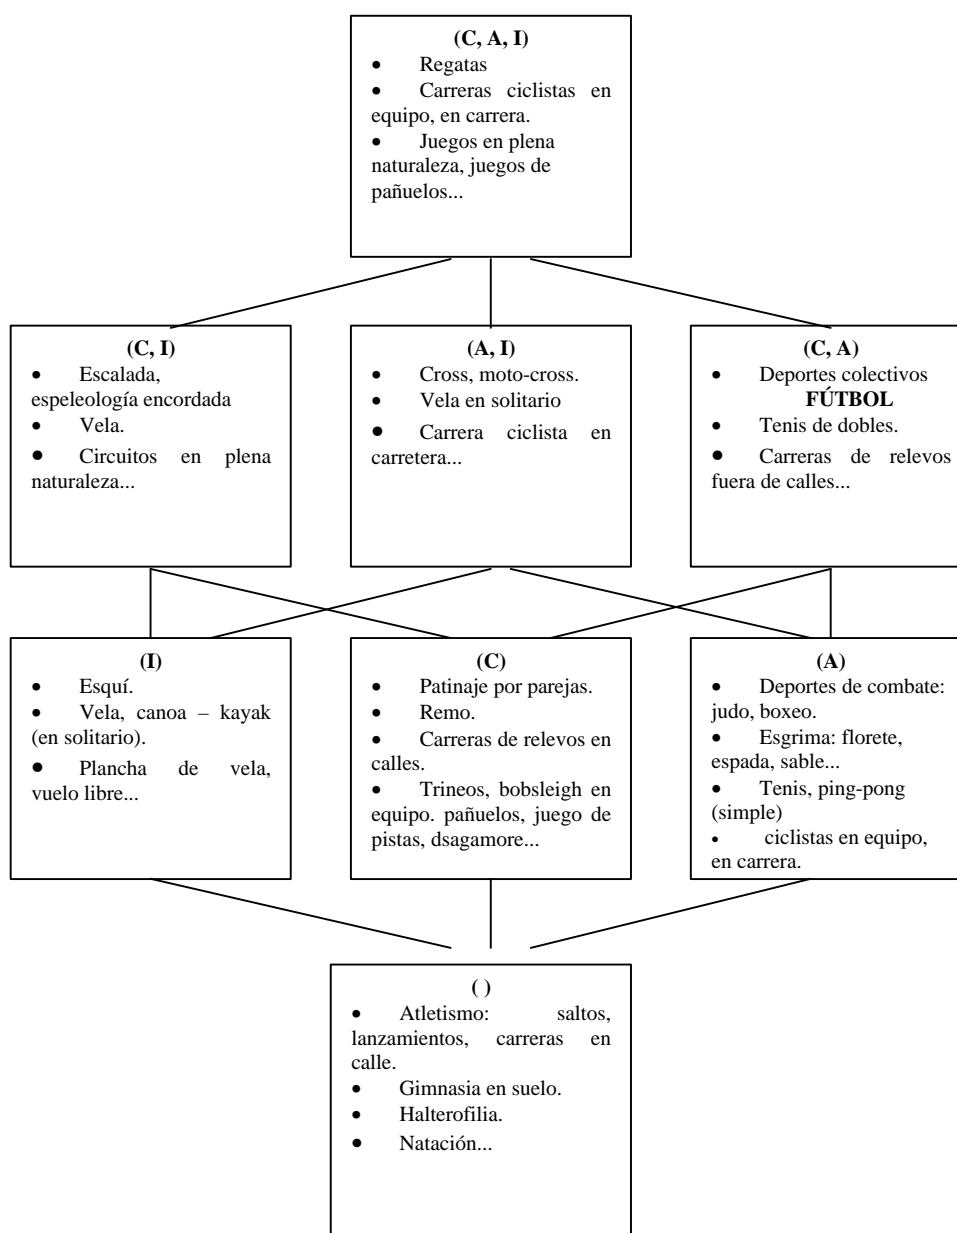 (C, A, I)
• Regatas
• Carreras ciclistas en
equipo, en carrera.
• Juegos en plena
naturaleza, juegos de
pañuelos...
(C, I)
• Escalada,
espeleología encordada
• Vela.
• Circuitos en plena
naturaleza...
(A, I)
• Cross, moto-cross.
• Vela en solitario
• Carrera ciclista en
carretera...
(C, A)
• Deportes colectivos
FÚTBOL
• Tenis de dobles.
• Carreras de relevos
fuera de calles...
(I)
• Esquí.
• Vela, canoa – kayak
(en solitario).
• Plancha de vela,
vuelo libre...
(C)
• Patinaje por parejas.
• Remo.
• Carreras de relevos en
calles.
• Trineos, bobsleigh en
equipo. pañuelos, juego de
pistas, dsagamore...
(A)
• Deportes de combate:
judo, boxeo.
• Esgrima: florete,
espada, sable...
• Tenis, ping-pong
(simple)
• ciclistas en equipo,
en carrera.
( )
• Atletismo: saltos,
lanzamientos, carreras en
calle.
• Gimnasia en suelo.
• Halterofilia.
• Natación...